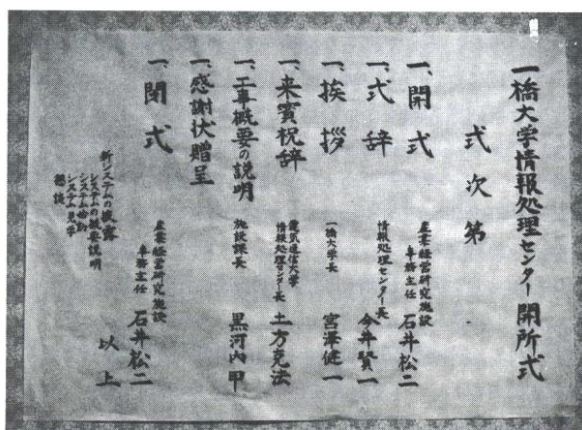 一橋大学情報処理センター開所式
式次第
一、開式
産業経営研究施設
事務主任 石井松二
一、式辞
情報処理センター長 今井賢一
一、挨拶
一橋大学長 宮澤健一
一、来賓祝辞
電気通信大学
情報処理センター長 土方克法
一、工事概要の説明
施設課長 黒河内甲
一、感謝状贈呈
一、閉式
産業経営研究施設
事務主任 石井松二
以上
新システムの披露
システムの概要説明
システム始動
システム見学
懇談